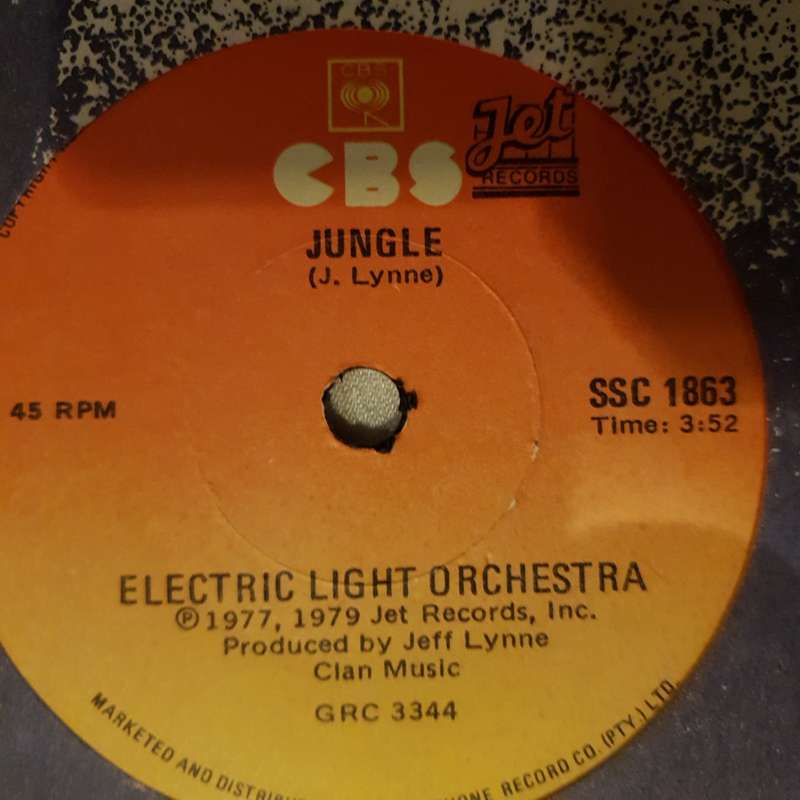 CBS
CBS
Jet
RECORDS
JUNGLE
(J. Lynne)
45 RPM
SSC 1863
Time: 3:52
ELECTRIC LIGHT ORCHESTRA
℗ 1977, 1979 Jet Records, Inc.
Produced by Jeff Lynne
Clan Music
GRC 3344
MARKETED AND RECORD CO. (PTY.) LTD.